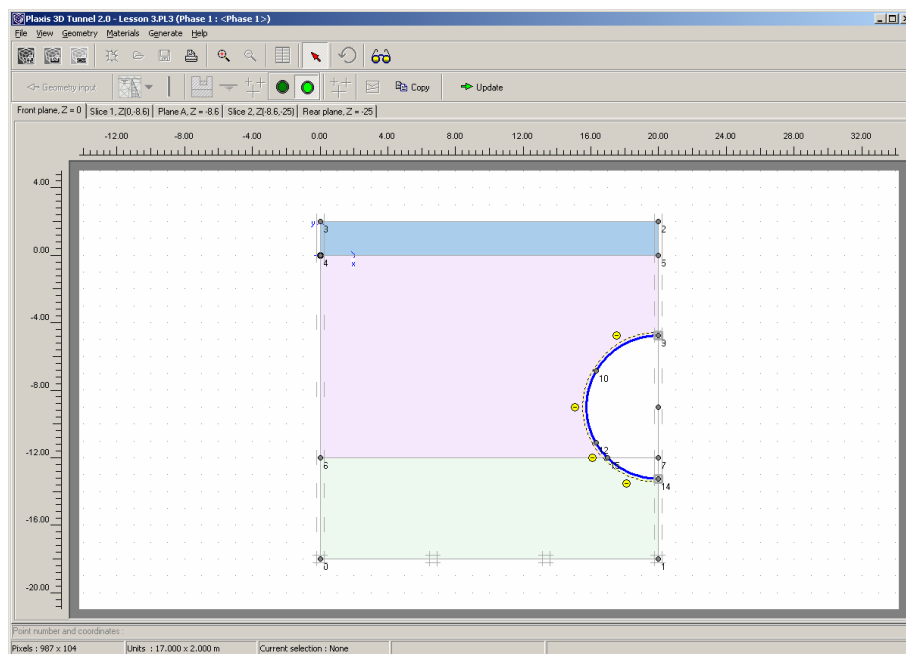 Plaxis 3D Tunnel 2.0 - Lesson 3.PL3 (Phase 1 : <Phase 1>)
File View Geometry Materials Generate Help
Geometry input Copy Update
Front plane, Z = 0 Slice 1, Z(0,-8.6) Plane A, Z = -8.6 Slice 2, Z(-8.6,-25) Rear plane, Z = -25
-12.00 -8.00 -4.00 0.00 4.00 8.00 12.00 16.00 20.00 24.00 28.00 32.00
4.00
y 3 2
0.00
4 x 5
-4.00
9
-8.00
10
-12.00
12
6 15 7
14
-16.00
0 1
-20.00
Point number and coordinates :
Pixels : 987 x 104 Units : 17.000 x 2.000 m Current selection : None